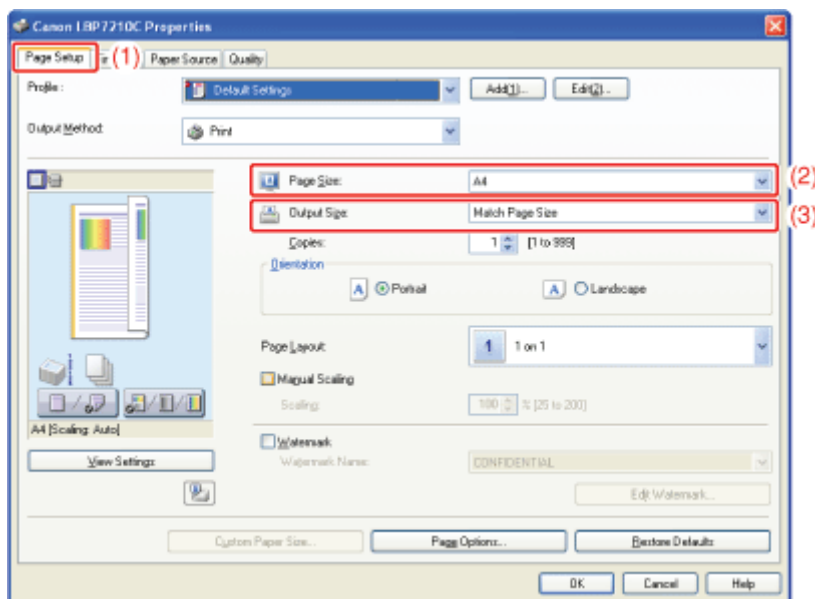 Canon LBP7210C Properties
Page Setup (1) Paper Source Quality
Profile: Default Settings Add(1)... Edit(2)...
Output Method: Print
Page Size: A4 (2)
Output Size: Match Page Size (3)
Copies: 1 [1 to 999]
Orientation
A Portrait A Landscape
Page Layout: 1 1 on 1
Manual Scaling
Scaling: 100 % [25 to 200]
A4 [Scaling: Auto]
Watermark
View Settings Watermark Name: CONFIDENTIAL
Edit Watermark...
Custom Paper Size... Page Options... Restore Defaults
OK Cancel Help